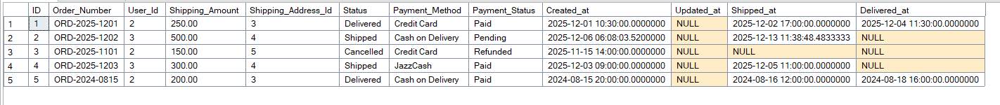 ID Order_Number User_Id Shipping_Amount Shipping_Address_Id Status Payment_Method Payment_Status Created_at Updated_at Shipped_at Delivered_at
1 1 ORD-2025-1201 2 250.00 3 Delivered Credit Card Paid 2025-12-01 10:30:00.0000000 NULL 2025-12-02 17:00:00.0000000 2025-12-04 11:30:00.0000000
2 2 ORD-2025-1202 3 500.00 4 Shipped Cash on Delivery Pending 2025-12-06 06:08:03.5200000 NULL 2025-12-13 11:38:48.4833333 NULL
3 3 ORD-2025-1101 2 150.00 5 Cancelled Credit Card Refunded 2025-11-15 14:00:00.0000000 NULL NULL NULL
4 4 ORD-2025-1203 3 300.00 4 Shipped JazzCash Paid 2025-12-03 09:00:00.0000000 NULL 2025-12-05 11:00:00.0000000 NULL
5 5 ORD-2024-0815 2 200.00 3 Delivered Cash on Delivery Paid 2024-08-15 20:00:00.0000000 NULL 2024-08-16 12:00:00.0000000 2024-08-18 16:00:00.0000000